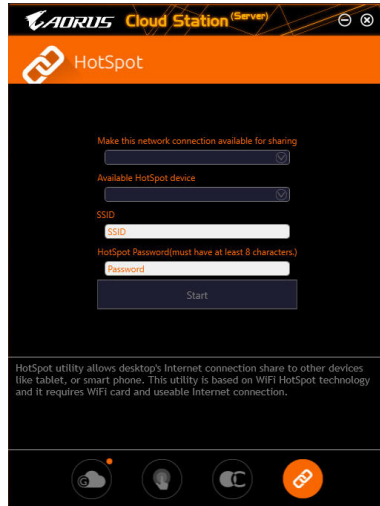 AORUS Cloud Station (Server)
HotSpot
Make this network connection available for sharing
Available HotSpot device
SSID
SSID
HotSpot Password(must have at least 8 characters.)
Password
Start
HotSpot utility allows desktop's Internet connection share to other devices
like tablet, or smart phone. This utility is based on WiFi HotSpot technology
and it requires WiFi card and useable Internet connection.